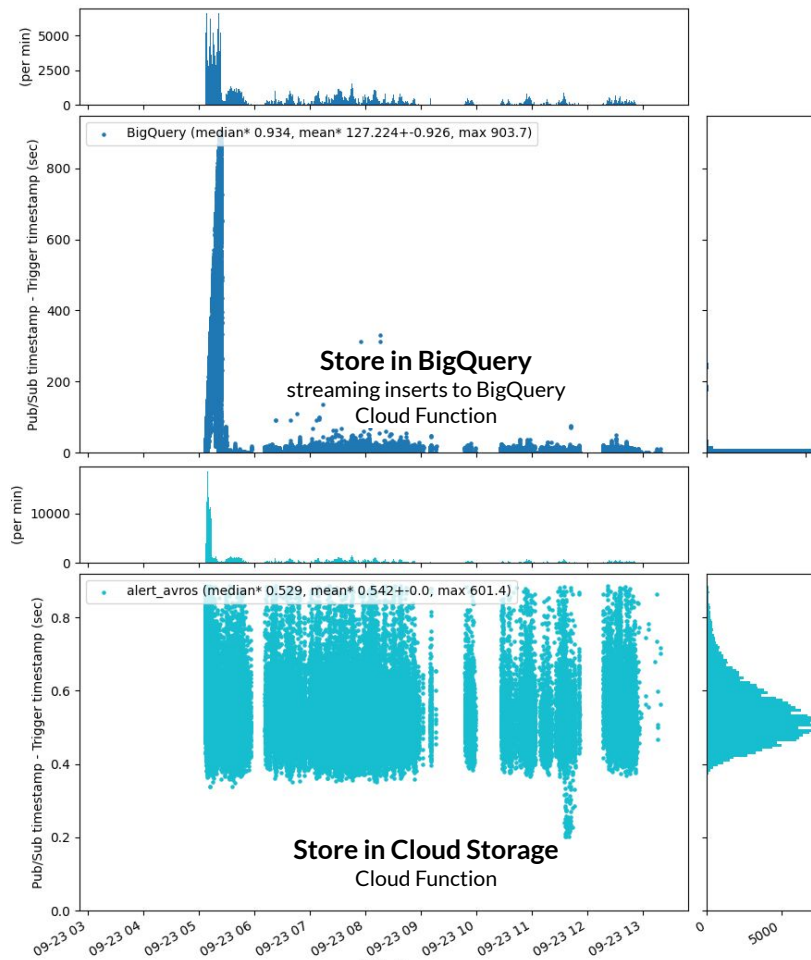 (per min)
5000
2500
0
BigQuery (median* 0.934, mean* 127.224+-0.926, max 903.7)
Pub/Sub timestamp - Trigger timestamp (sec)
800
600
400
200
0
Store in BigQuery
streaming inserts to BigQuery
Cloud Function
(per min)
10000
0
alert_avros (median* 0.529, mean* 0.542+-0.0, max 601.4)
Pub/Sub timestamp - Trigger timestamp (sec)
0.8
0.6
0.4
0.2
0.0
Store in Cloud Storage
Cloud Function
09-23 03
09-23 04
09-23 05
09-23 06
09-23 07
09-23 08
09-23 09
09-23 10
09-23 11
09-23 12
09-23 13
0
5000